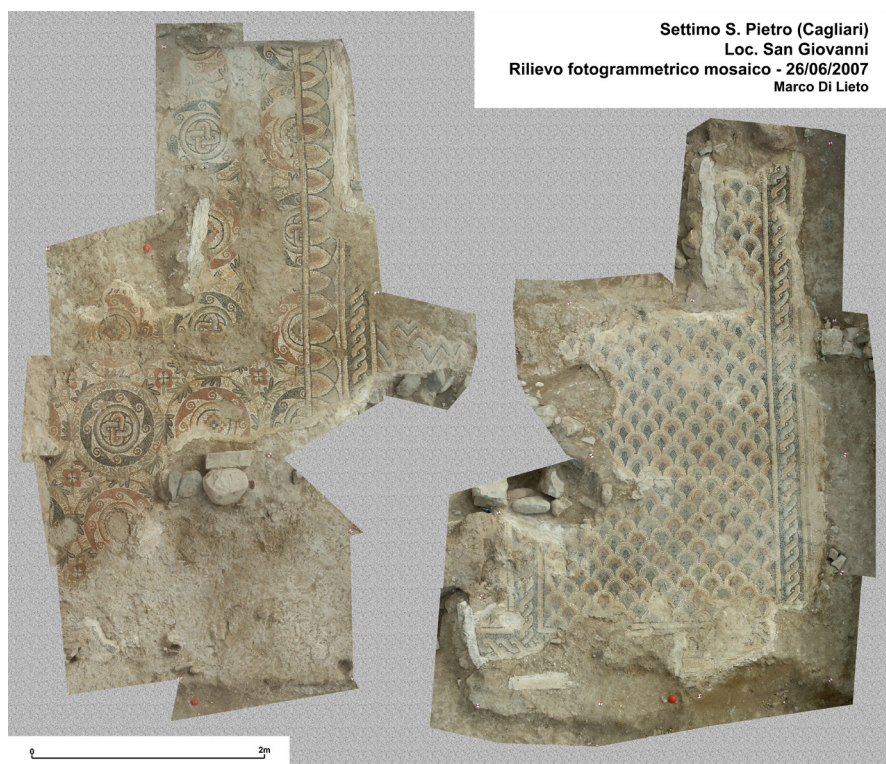 Settimo S. Pietro (Cagliari)
Loc. San Giovanni
Rilievo fotogrammetrico mosaico - 26/06/2007
Marco Di Lieto
0 2m